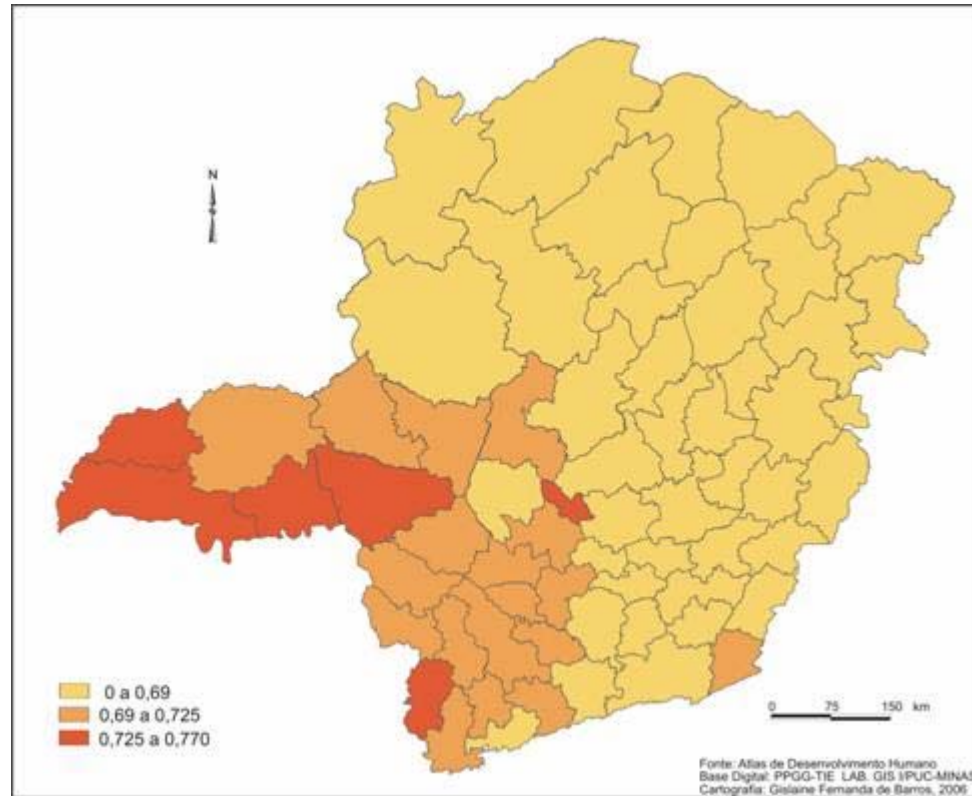 N
0 a 0,69
0,69 a 0,725
0,725 a 0,770
0 75 150 km
Fonte: Atlas de Desenvolvimento Humano
Base Digital: PPGG-TIE LAB. GIS I/PUC-MINAS
Cartografia: Gislaine Fernanda de Barros, 2006